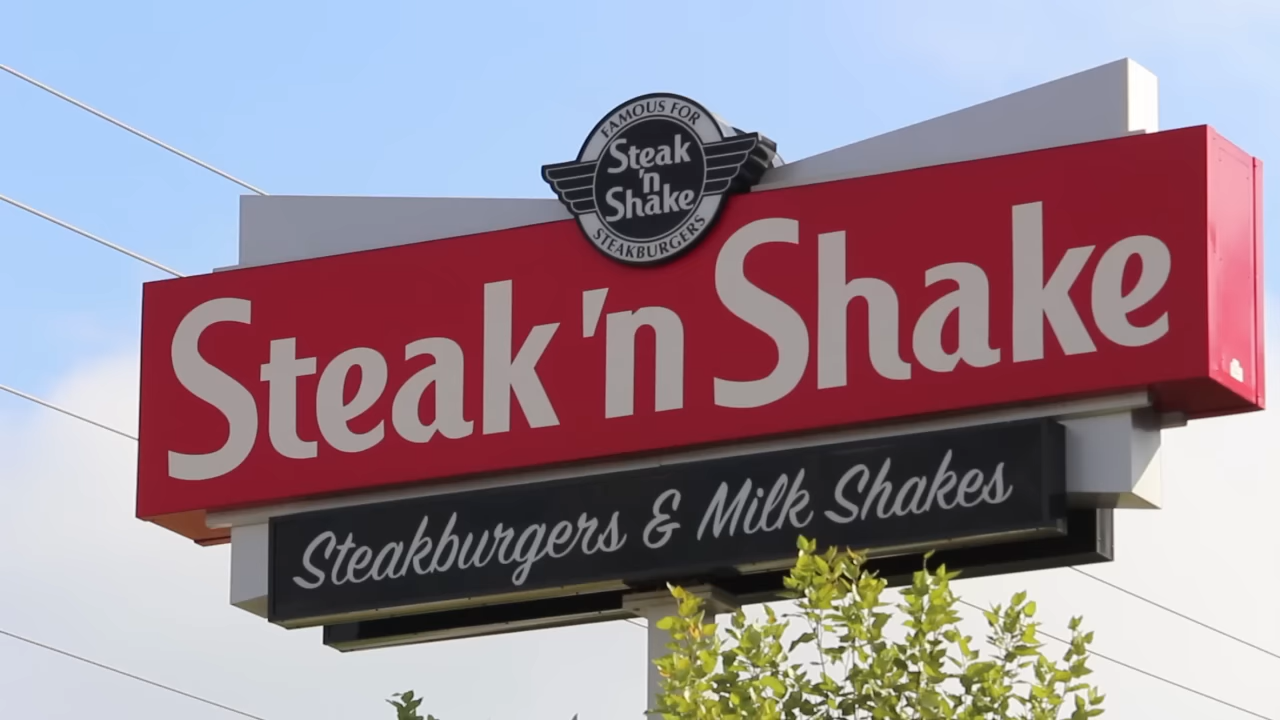 FAMOUS FOR
Steak
'n
Shake
STEAKBURGERS
Steak 'n Shake
Steakburgers & Milk Shakes